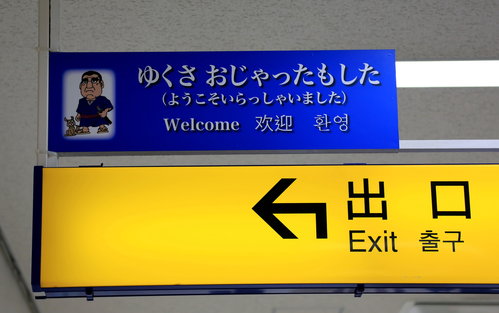 ゆくさ おじゃったもした
(ようこそいらっしゃいました)
Welcome 欢迎 환영
出口
Exit 출구